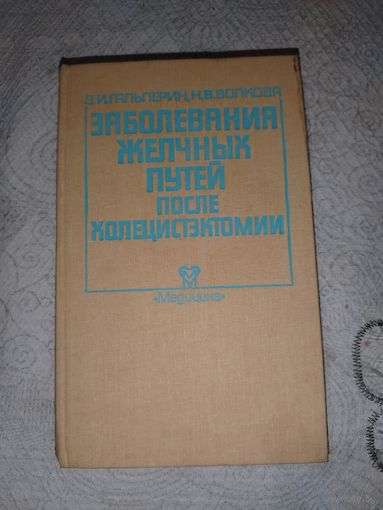 Э.И.ГАЛЬПЕРИН, Н.В.ВОЛКОВА
ЗАБОЛЕВАНИЯ
ЖЕЛЧНЫХ
ПУТЕЙ
ПОСЛЕ
ХОЛЕЦИСТЭКТОМИИ
«Медицина»